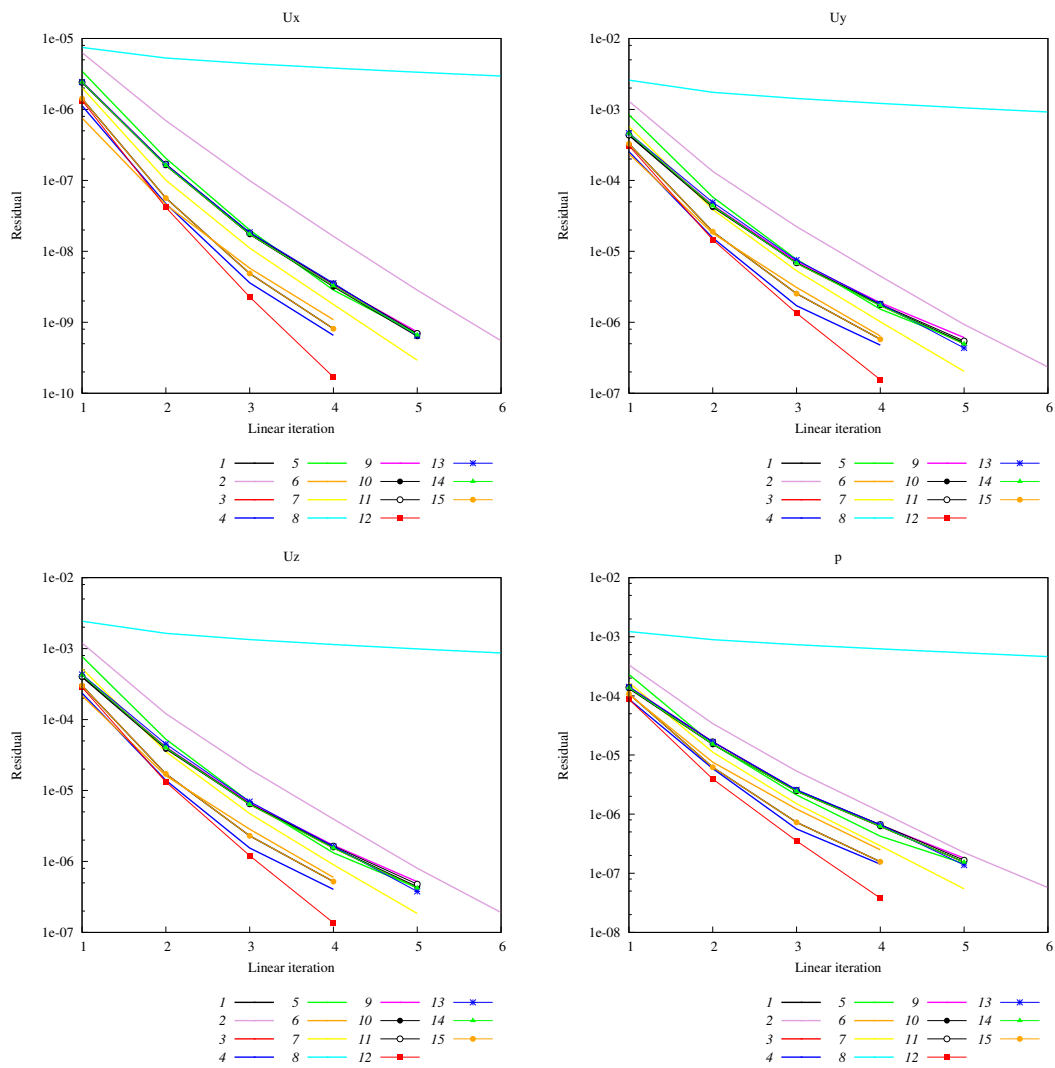 Ux
1e-05
1e-06
1e-07
1e-08
1e-09
1e-10
Residual
1 2 3 4 5 6
Linear iteration
1 5 9 13
2 6 10 14
3 7 11 15
4 8 12
Uy
1e-02
1e-03
1e-04
1e-05
1e-06
1e-07
Residual
1 2 3 4 5 6
Linear iteration
1 5 9 13
2 6 10 14
3 7 11 15
4 8 12
Uz
1e-02
1e-03
1e-04
1e-05
1e-06
1e-07
Residual
1 2 3 4 5 6
Linear iteration
1 5 9 13
2 6 10 14
3 7 11 15
4 8 12
p
1e-02
1e-03
1e-04
1e-05
1e-06
1e-07
1e-08
Residual
1 2 3 4 5 6
Linear iteration
1 5 9 13
2 6 10 14
3 7 11 15
4 8 12